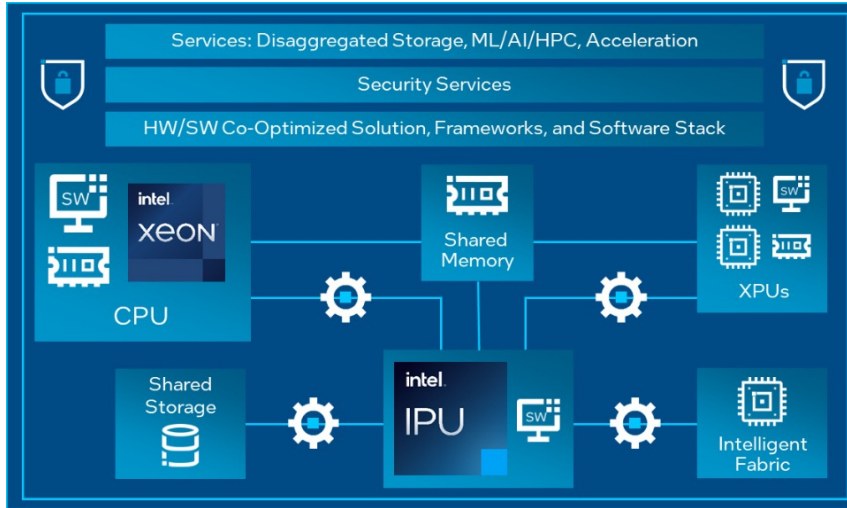 Services: Disaggregated Storage, ML/AI/HPC, Acceleration
Security Services
HW/SW Co-Optimized Solution, Frameworks, and Software Stack
SW
intel.
xeon
CPU
Shared
Memory
SW
XPUs
Shared
Storage
intel.
IPU
SW
Intelligent
Fabric